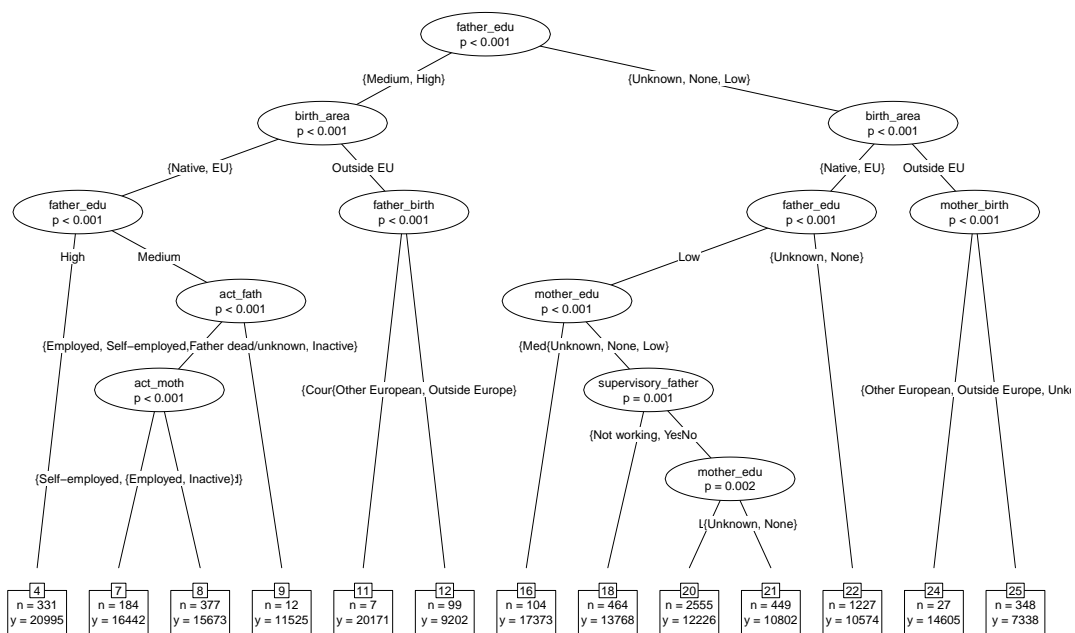 father_edu
p < 0.001
{Medium, High}
{Unknown, None, Low}
birth_area
p < 0.001
birth_area
p < 0.001
{Native, EU}
Outside EU
{Native, EU}
Outside EU
father_edu
p < 0.001
father_birth
p < 0.001
father_edu
p < 0.001
mother_birth
p < 0.001
High
Medium
Low
{Unknown, None}
act_fath
p < 0.001
mother_edu
p < 0.001
{Employed, Self−employed,
Father dead/unknown, Inactive}
{Med
{Unknown, None, Low}
act_moth
p < 0.001
{Cour
{Other European, Outside Europe}
supervisory_father
p = 0.001
{Other European, Outside Europe, Unk
{Not working, Yes
No
{Self−employed,
{Employed, Inactive}
mother_edu
p = 0.002
{Unknown, None}
4
n = 331
y = 20995
7
n = 184
y = 16442
8
n = 377
y = 15673
9
n = 12
y = 11525
11
n = 7
y = 20171
12
n = 99
y = 9202
16
n = 104
y = 17373
18
n = 464
y = 13768
20
n = 2555
y = 12226
21
n = 449
y = 10802
22
n = 1227
y = 10574
24
n = 27
y = 14605
25
n = 348
y = 7338